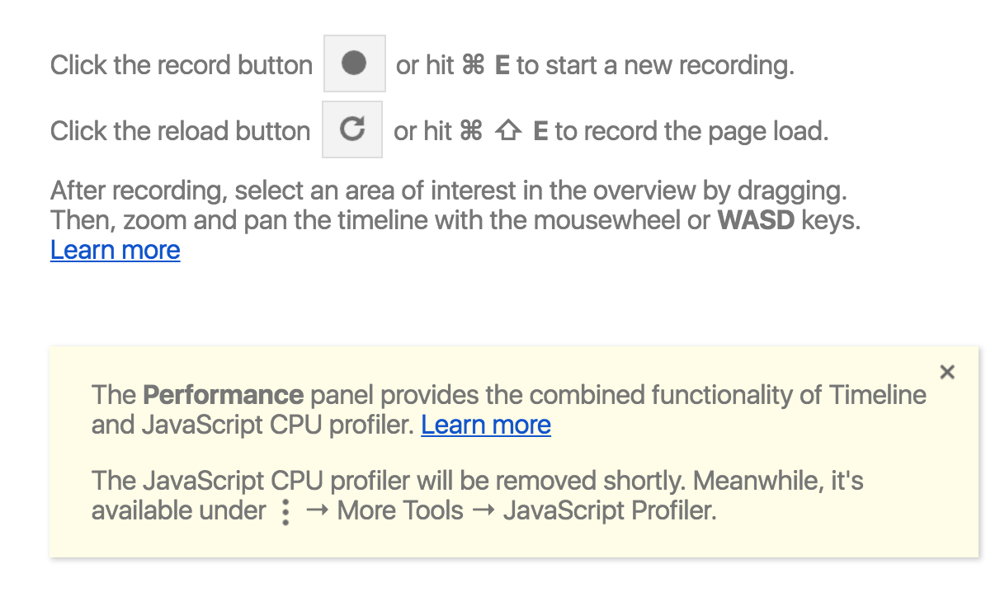 Click the record button or hit ⌘ E to start a new recording.
Click the reload button or hit ⌘ ⇧ E to record the page load.
After recording, select an area of interest in the overview by dragging.
Then, zoom and pan the timeline with the mousewheel or WASD keys.
Learn more
The Performance panel provides the combined functionality of Timeline
and JavaScript CPU profiler. Learn more
The JavaScript CPU profiler will be removed shortly. Meanwhile, it's
available under ⋮ → More Tools → JavaScript Profiler.